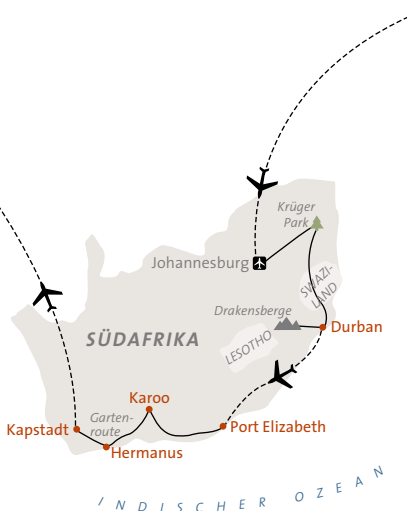 Krüger
Park
Johannesburg
SWAZI-
LAND
Drakensberge
Durban
SÜDAFRIKA
LESOTHO
Karoo
Garten-
route
Port Elizabeth
Kapstadt
Hermanus
INDISCHER OZEAN